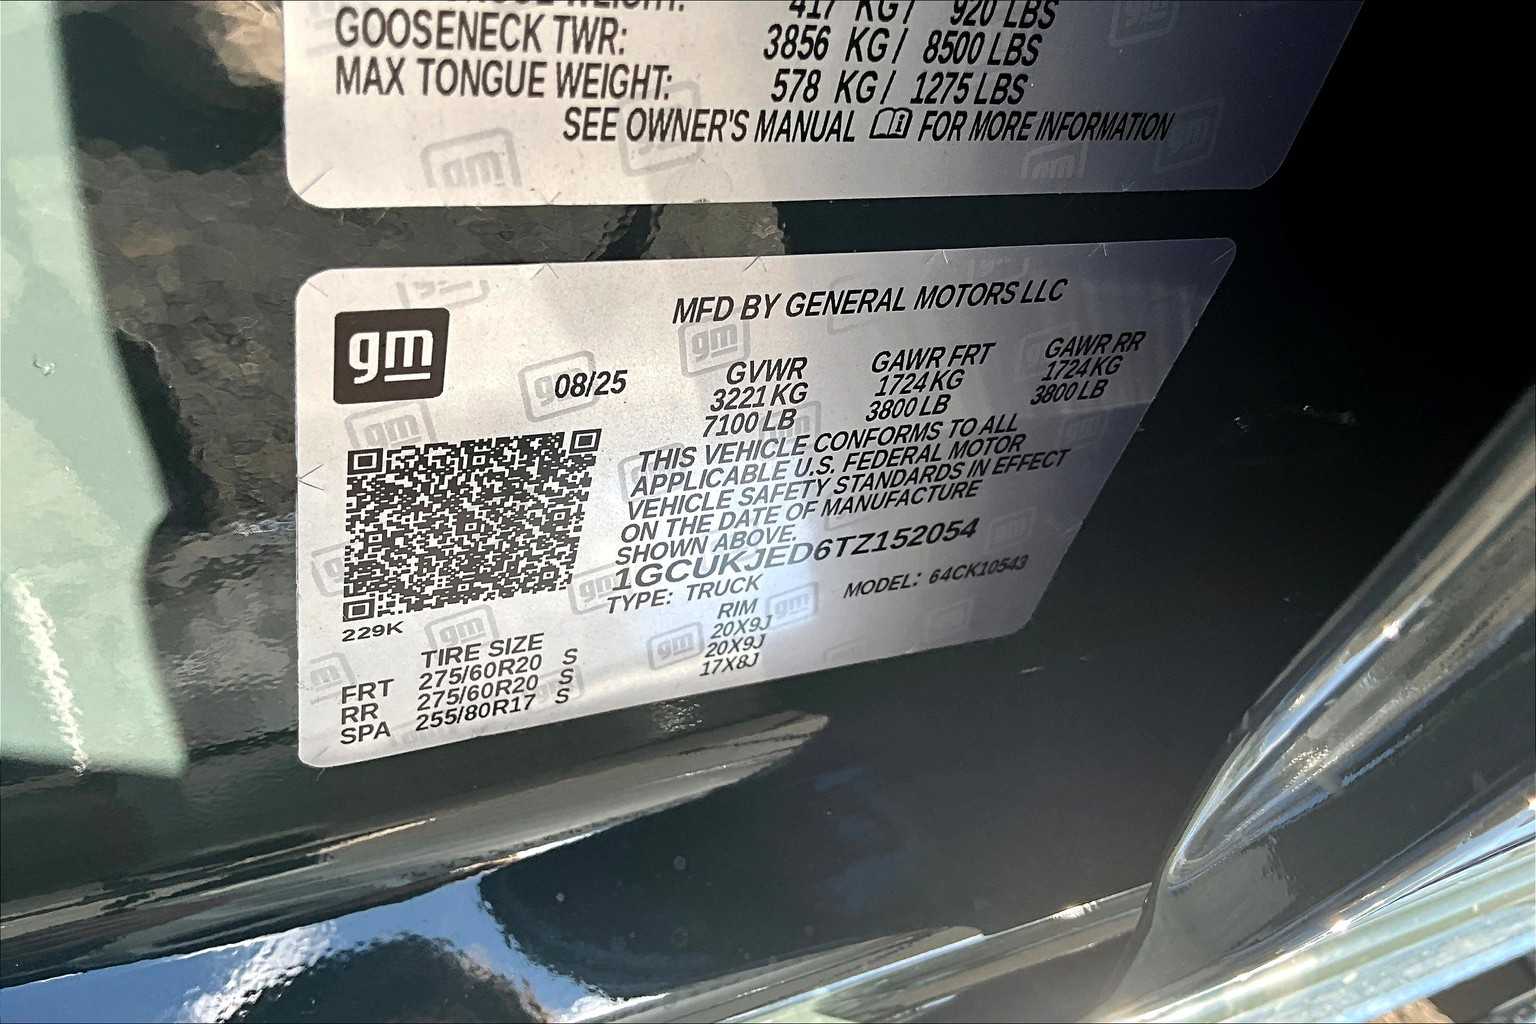 417 KG / 920 LBS
GOOSENECK TWR: 3856 KG / 8500 LBS
MAX TONGUE WEIGHT: 578 KG / 1275 LBS
SEE OWNER'S MANUAL FOR MORE INFORMATION
gm
MFD BY GENERAL MOTORS LLC
08/25 GVWR GAWR FRT GAWR RR
3221 KG 1724 KG 1724 KG
7100 LB 3800 LB 3800 LB
THIS VEHICLE CONFORMS TO ALL
APPLICABLE U.S. FEDERAL MOTOR
VEHICLE SAFETY STANDARDS IN EFFECT
ON THE DATE OF MANUFACTURE
SHOWN ABOVE.
1GCUKJED6TZ152054
TYPE: TRUCK MODEL: 64CK10543
229K
TIRE SIZE RIM
FRT 275/60R20 S 20X9J
RR 275/60R20 S 20X9J
SPA 255/80R17 S 17X8J